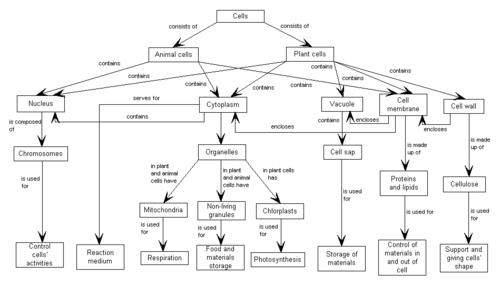 Cells
consists of
consists of
Animal cells
Plant cells
contains
contains
contains
contains
contains
contains
contains
contains
Nucleus
serves for
Cytoplasm
Vacuole
Cell
membrane
Cell wall
is composed
of
contains
encloses
contains
encloses
encloses
Chromosomes
Organelles
Cell sap
is made
up of
is made
up of
in plant
and animal
cells have
in plant
and animal
cells have
in plant cells
has
is used
for
is used
for
Proteins
and lipids
Cellulose
Mitochondria
Non-living
granules
Chlorplasts
is used
for
is used
for
is used
for
is used for
is used
for
Control
cells'
activities
Reaction
medium
Respiration
Food and
materials
storage
Photosynthesis
Storage of
materials
Control of
materials in
and out of
cell
Support and
giving cells'
shape